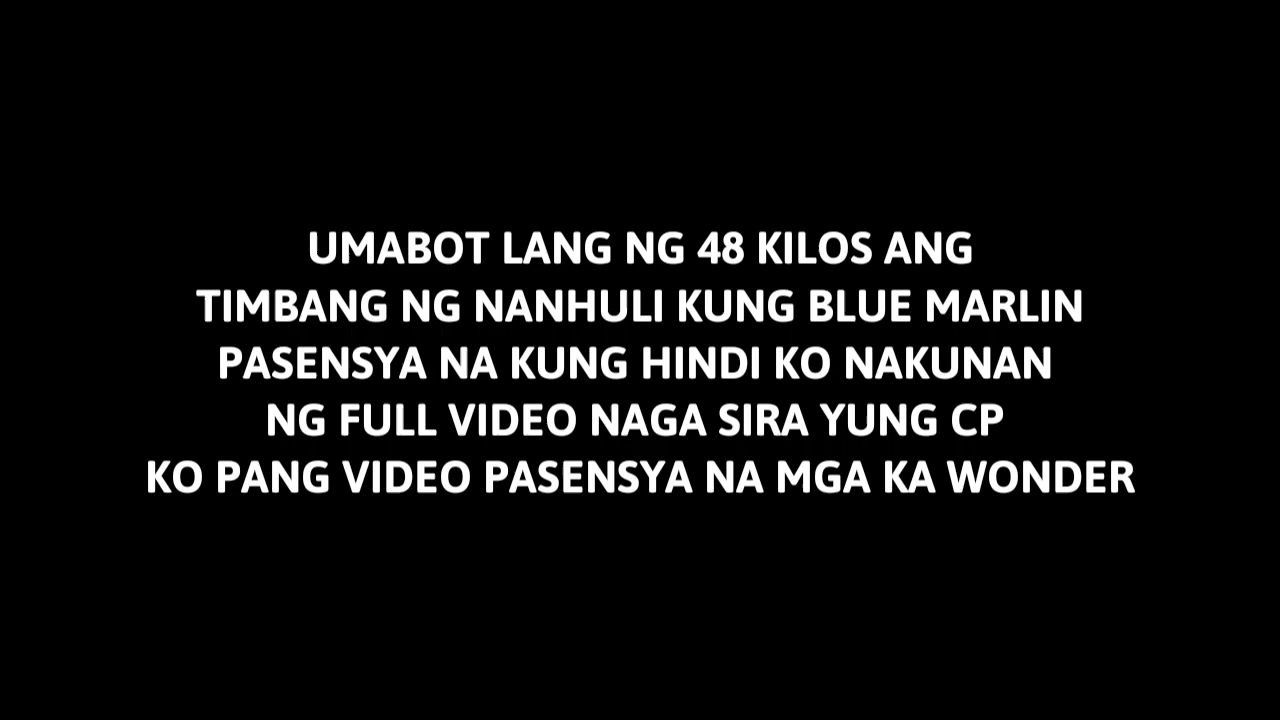 UMABOT LANG NG 48 KILOS ANG
TIMBANG NG NANHULI KUNG BLUE MARLIN
PASENSYA NA KUNG HINDI KO NAKUNAN
NG FULL VIDEO NAGA SIRA YUNG CP
KO PANG VIDEO PASENSYA NA MGA KA WONDER